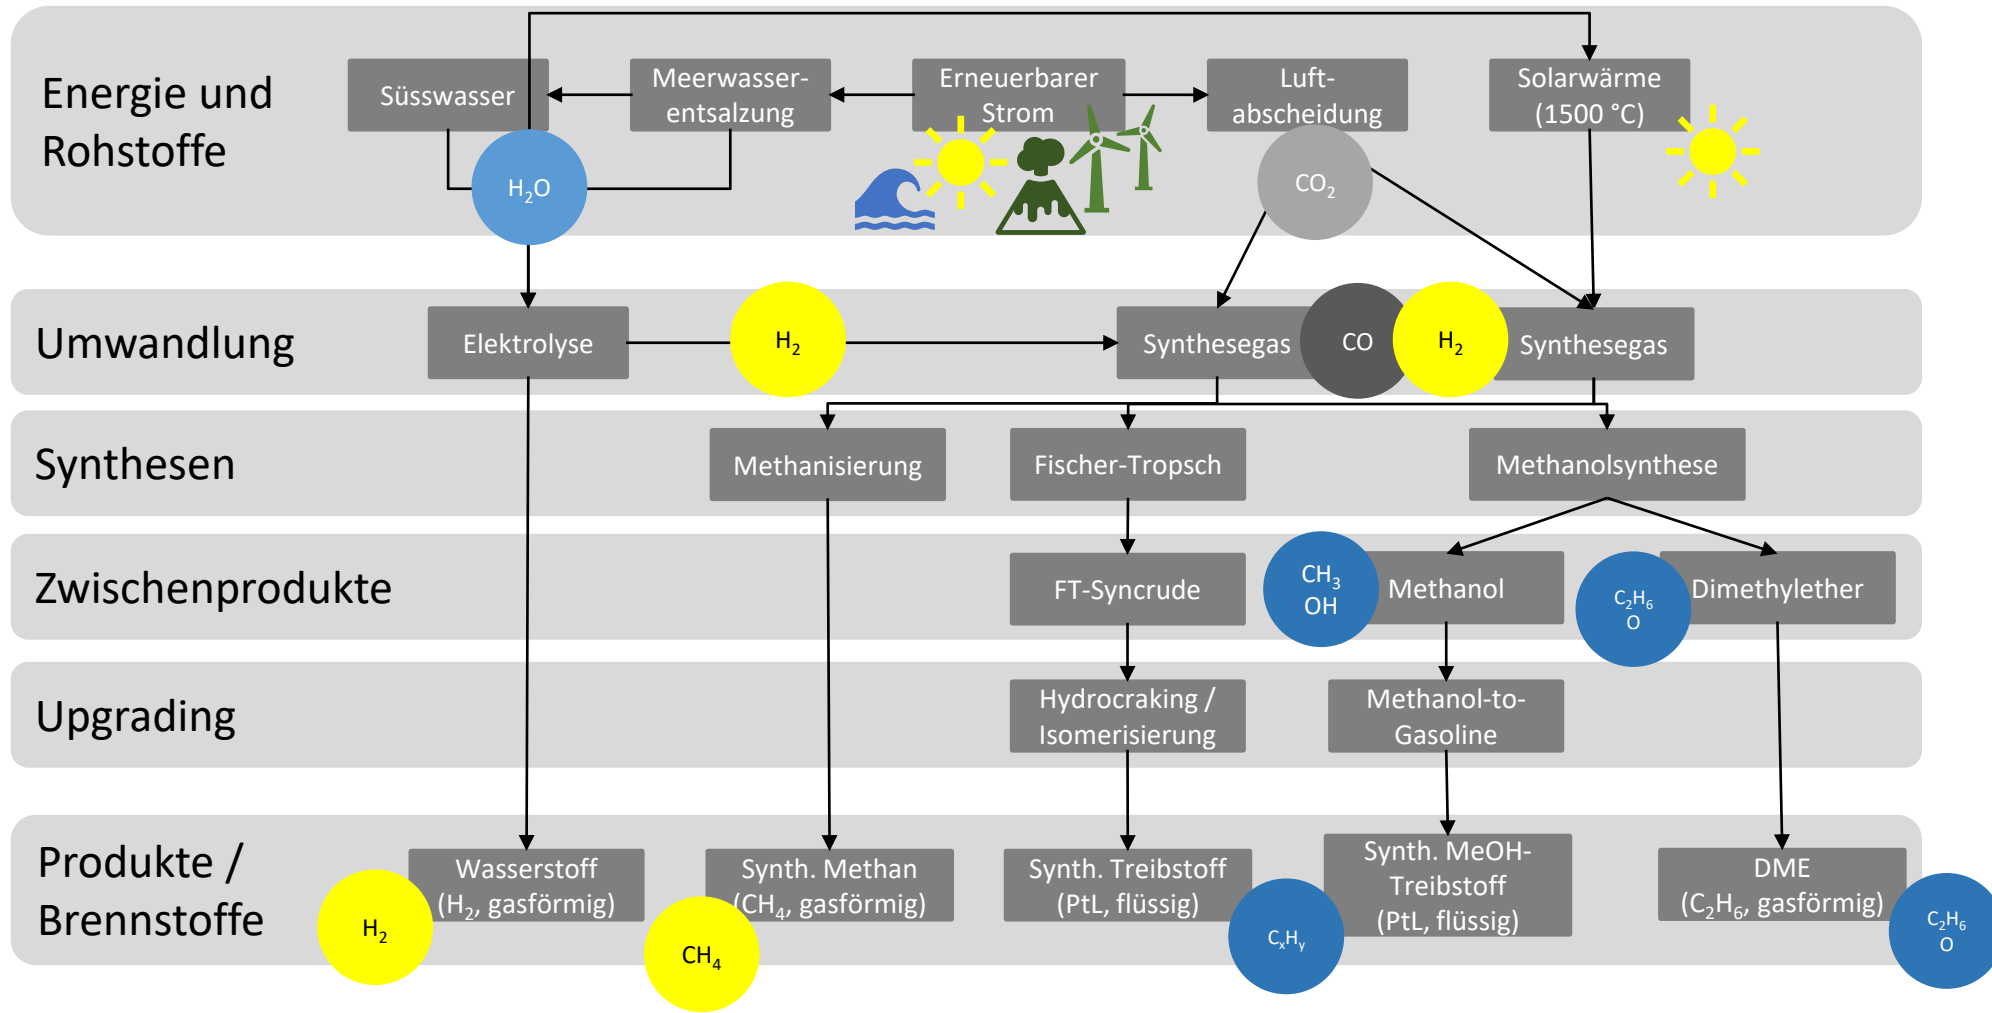 Energie und
Rohstoffe
Süsswasser
Meerwasser-
entsalzung
Erneuerbarer
Strom
Luft-
abscheidung
Solarwärme
(1500 °C)
H₂O
CO₂
Umwandlung
Elektrolyse
H₂
Synthesegas
CO
H₂
Synthesegas
Synthesen
Methanisierung
Fischer-Tropsch
Methanolsynthese
Zwischenprodukte
FT-Syncrude
CH₃
OH
Methanol
C₂H₆
O
Dimethylether
Upgrading
Hydrocraking /
Isomerisierung
Methanol-to-
Gasoline
Produkte /
Brennstoffe
H₂
Wasserstoff
(H₂, gasförmig)
CH₄
Synth. Methan
(CH₄, gasförmig)
Synth. Treibstoff
(PtL, flüssig)
CₓHᵧ
Synth. MeOH-
Treibstoff
(PtL, flüssig)
DME
(C₂H₆, gasförmig)
C₂H₆
O